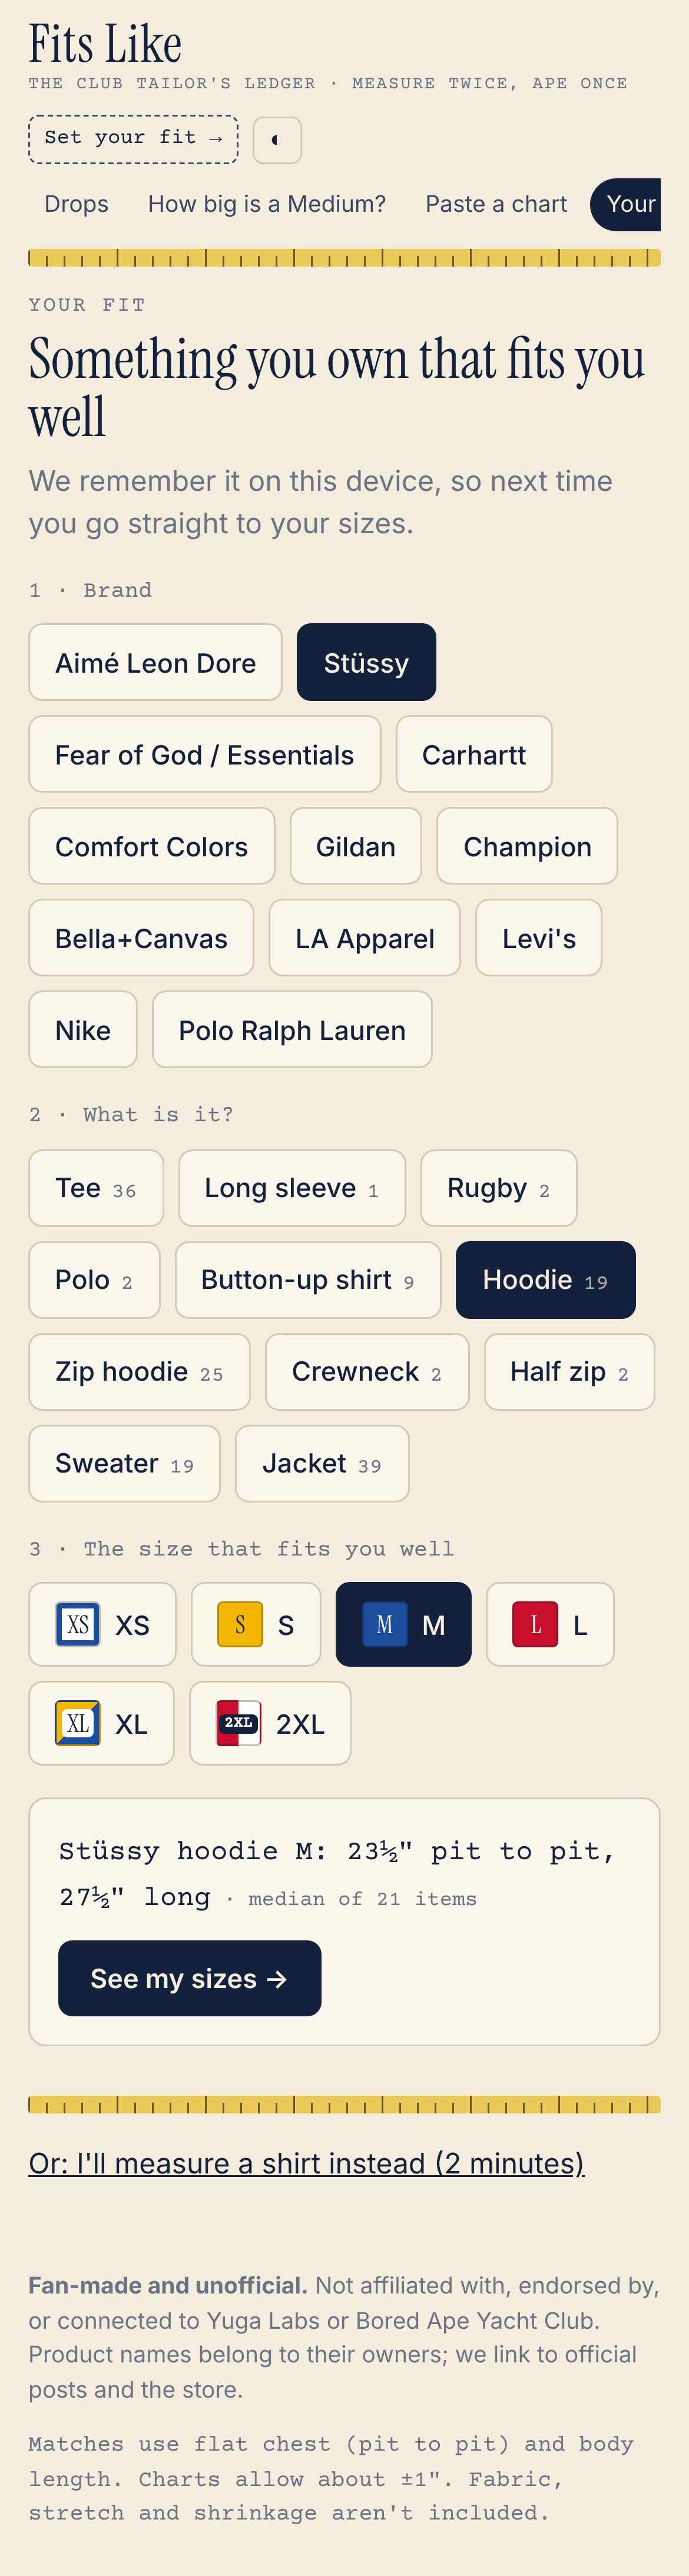 Fits Like
THE CLUB TAILOR'S LEDGER · MEASURE TWICE, APE ONCE
Set your fit →
Drops How big is a Medium? Paste a chart Your
YOUR FIT
Something you own that fits you
well
We remember it on this device, so next time
you go straight to your sizes.
1 · Brand
Aimé Leon Dore Stüssy
Fear of God / Essentials Carhartt
Comfort Colors Gildan Champion
Bella+Canvas LA Apparel Levi's
Nike Polo Ralph Lauren
2 · What is it?
Tee 36 Long sleeve 1 Rugby 2
Polo 2 Button-up shirt 9 Hoodie 19
Zip hoodie 25 Crewneck 2 Half zip 2
Sweater 19 Jacket 39
3 · The size that fits you well
XS XS S S M M L L
XL XL 2XL 2XL
Stüssy hoodie M: 23½" pit to pit,
27½" long · median of 21 items
See my sizes →
Or: I'll measure a shirt instead (2 minutes)
Fan-made and unofficial. Not affiliated with, endorsed by,
or connected to Yuga Labs or Bored Ape Yacht Club.
Product names belong to their owners; we link to official
posts and the store.
Matches use flat chest (pit to pit) and body
length. Charts allow about ±1". Fabric,
stretch and shrinkage aren't included.